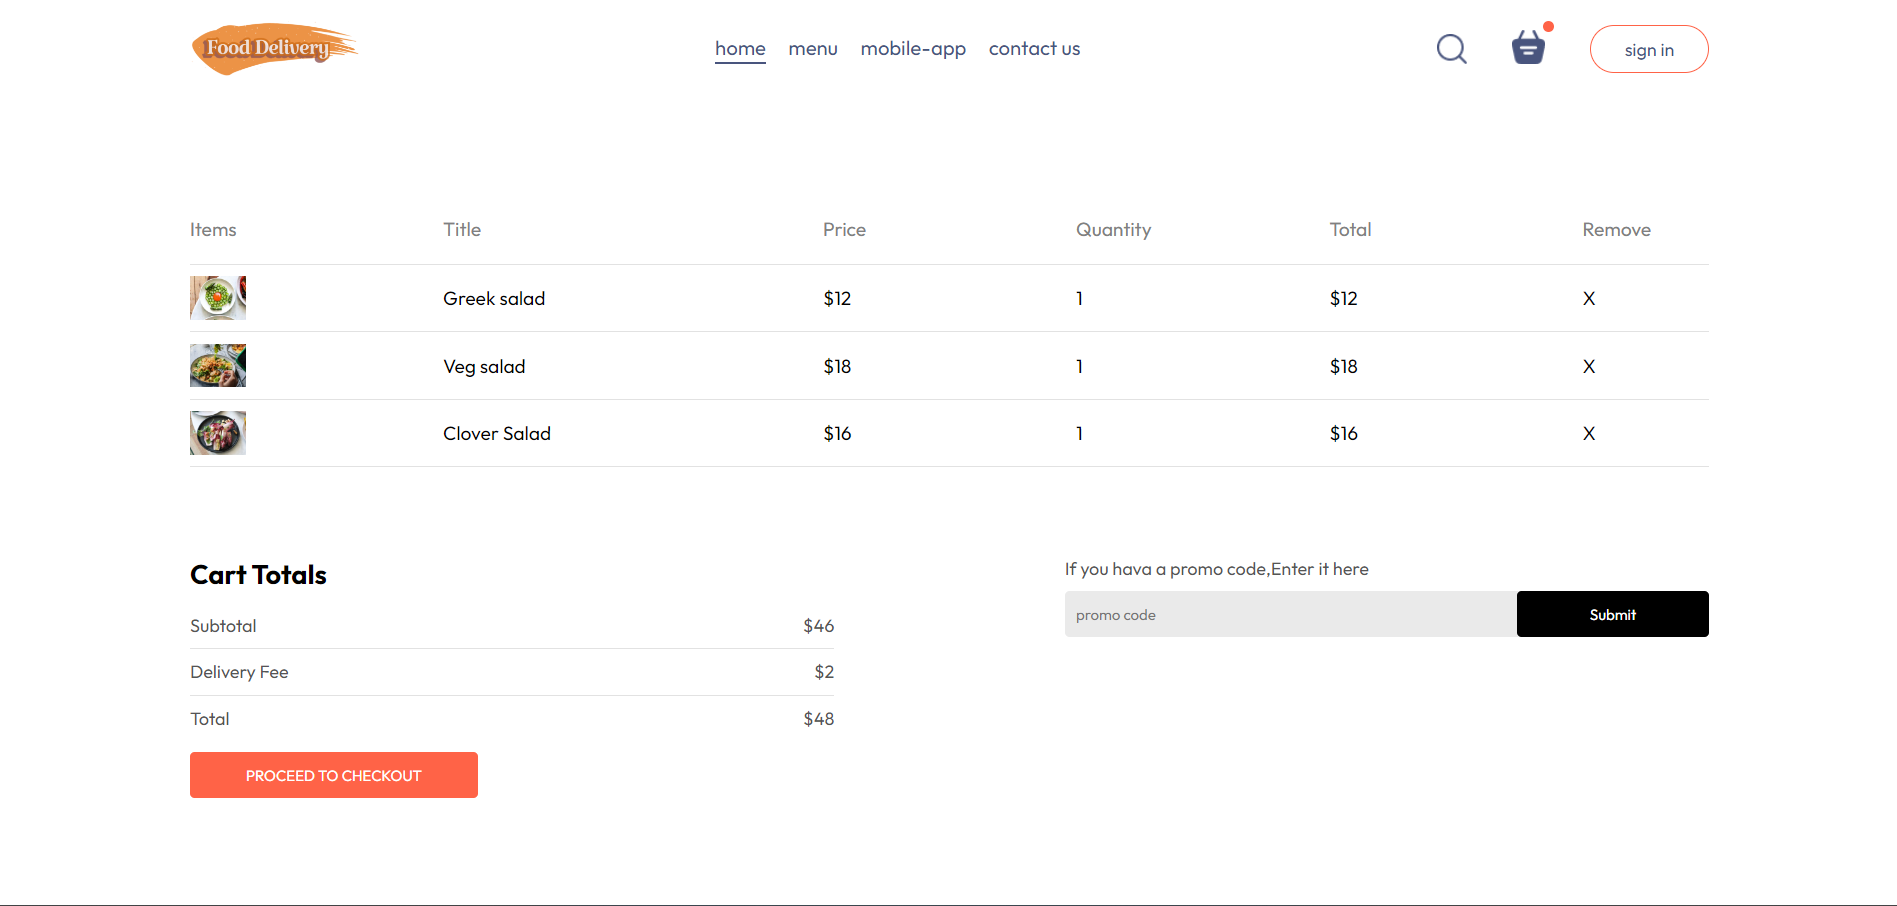 Food Delivery
home menu mobile-app contact us
sign in
Items Title Price Quantity Total Remove
Greek salad $12 1 $12 X
Veg salad $18 1 $18 X
Clover Salad $16 1 $16 X
Cart Totals
Subtotal $46
Delivery Fee $2
Total $48
PROCEED TO CHECKOUT
If you hava a promo code,Enter it here
promo code Submit